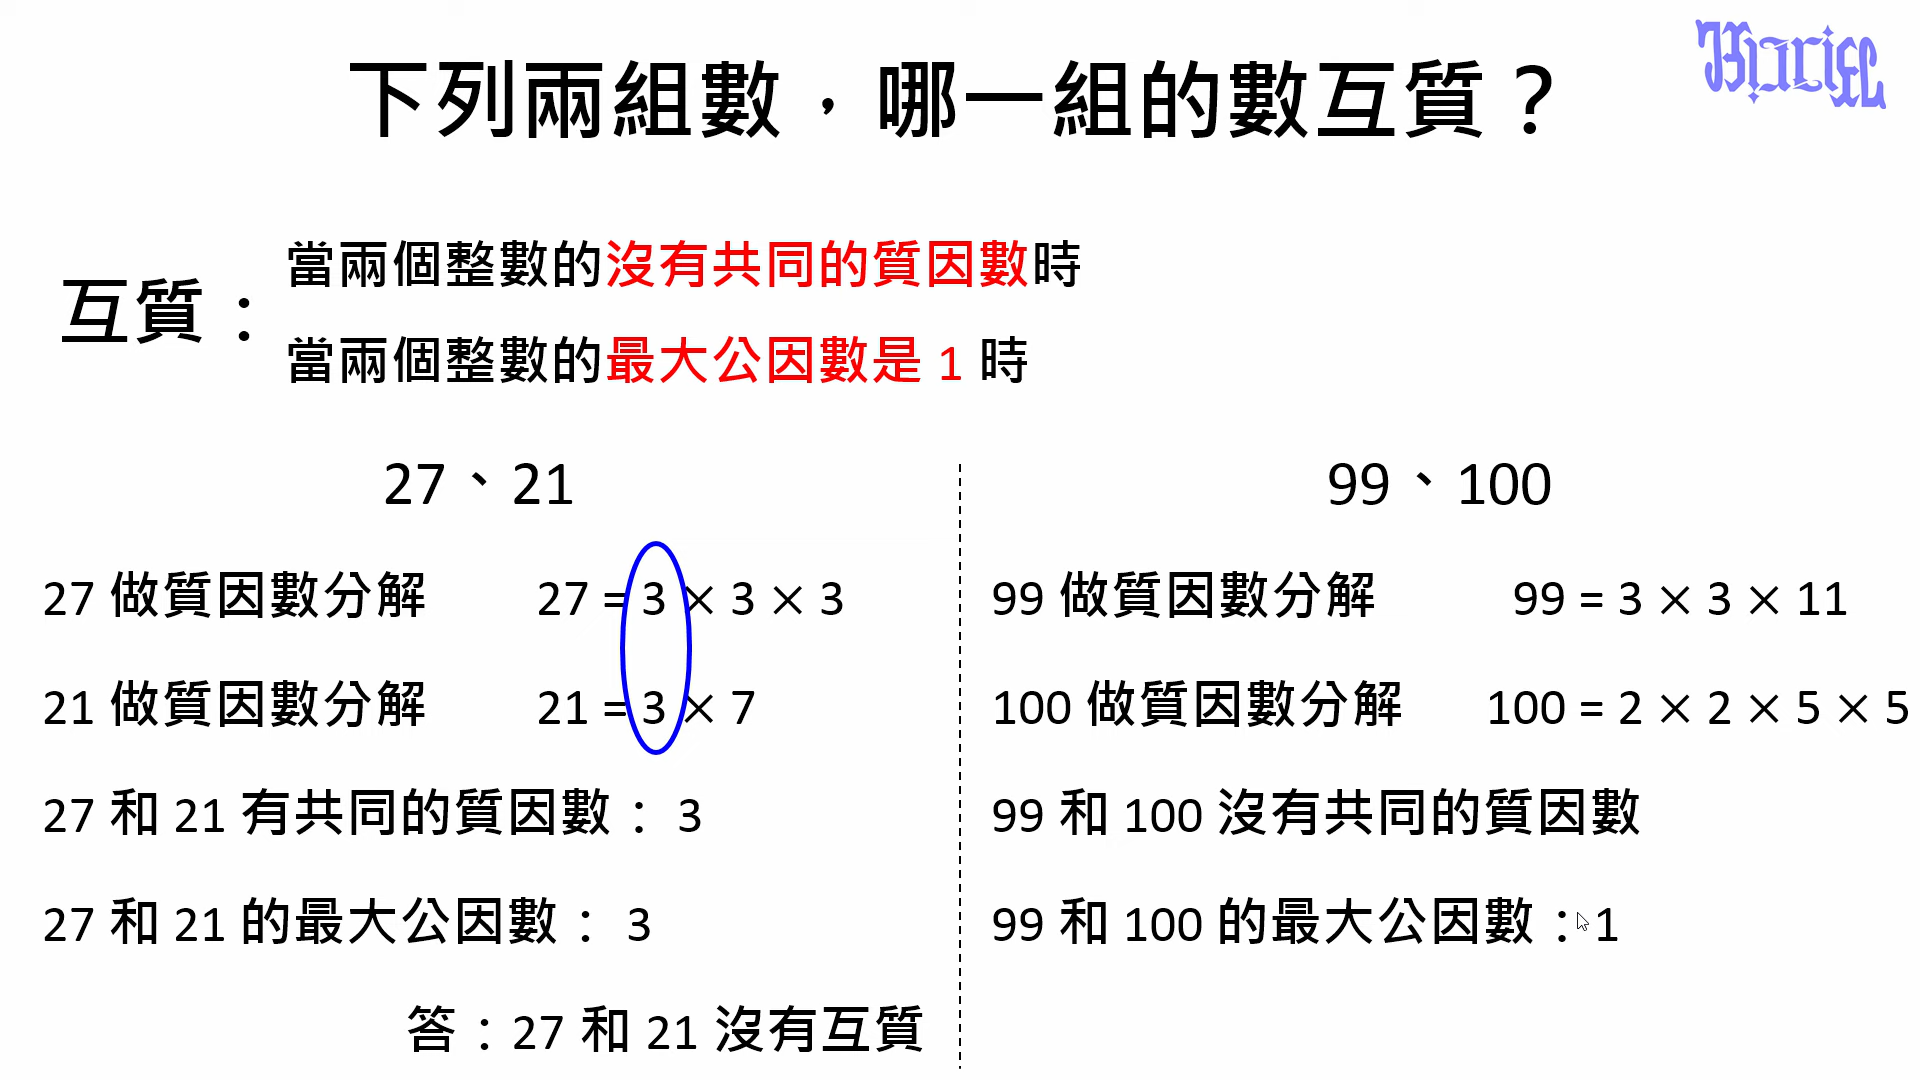 下列兩組數，哪一組的數互質？
互質：
當兩個整數的沒有共同的質因數時
當兩個整數的最大公因數是 1 時
27、21
27 做質因數分解 27 = 3 × 3 × 3
21 做質因數分解 21 = 3 × 7
27 和 21 有共同的質因數： 3
27 和 21 的最大公因數： 3
答：27 和 21 沒有互質
99、100
99 做質因數分解 99 = 3 × 3 × 11
100 做質因數分解 100 = 2 × 2 × 5 × 5
99 和 100 沒有共同的質因數
99 和 100 的最大公因數：1